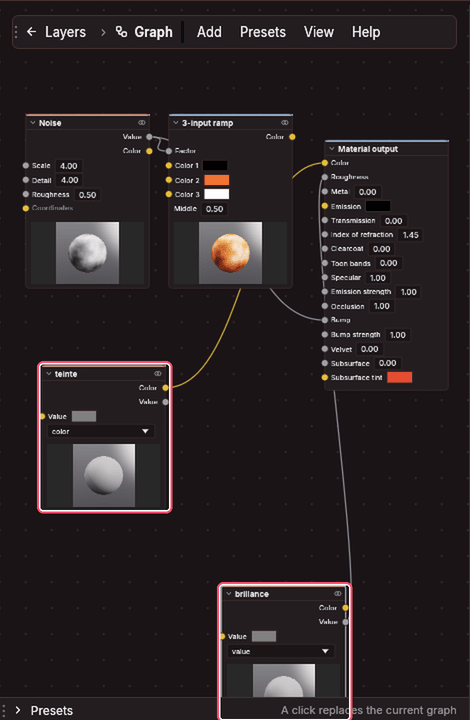 Layers > Graph Add Presets View Help
Noise
Value
Color
Scale 4.00
Detail 4.00
Roughness 0.50
Coordinates
3-input ramp
Color
Factor
Color 1
Color 2
Color 3
Middle 0.50
Material output
Color
Roughness
Metal 0.00
Emission
Transmission 0.00
Index of refraction 1.45
Clearcoat 0.00
Toon bands 0.00
Specular 1.00
Emission strength 1.00
Occlusion 1.00
Bump
Bump strength 1.00
Velvet 0.00
Subsurface 0.00
Subsurface tint
teinte
Color
Value
Value
color
brillance
Color
Value
Value
value
Presets
A click replaces the current graph